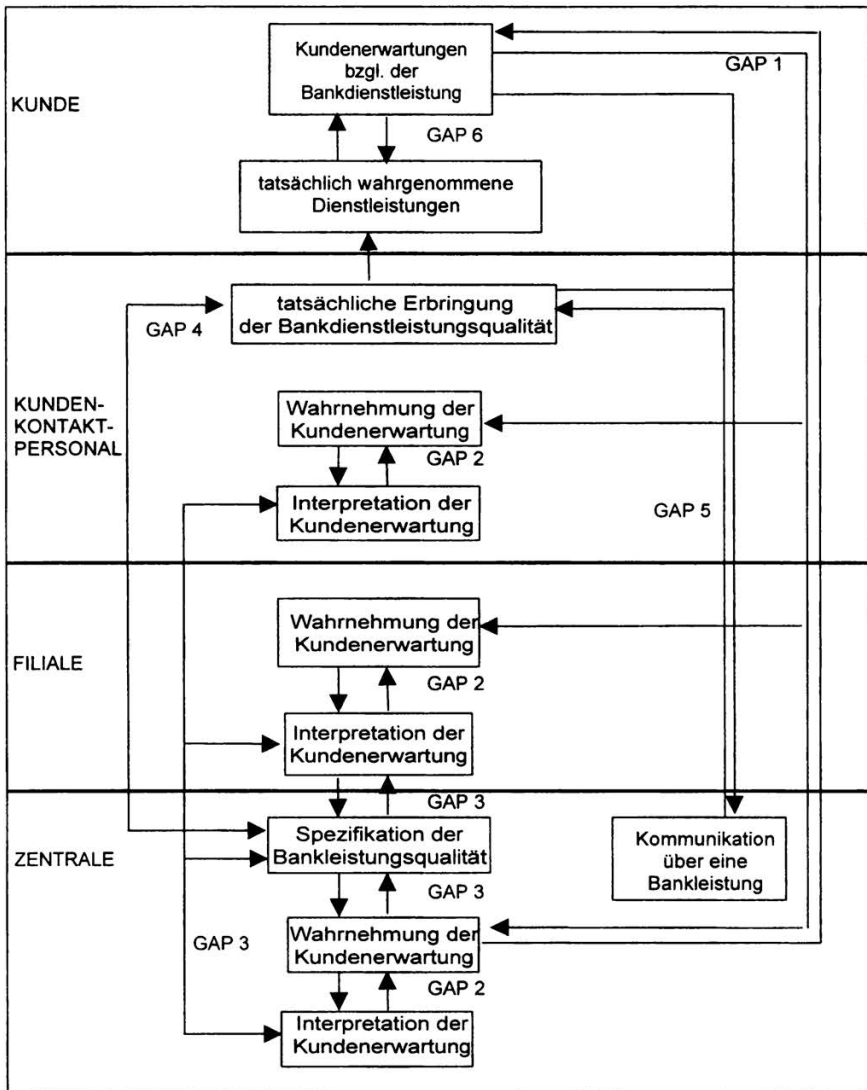 Kundenerwartungen
bzgl. der
Bankdienstleistung
GAP 1
KUNDE
GAP 6
tatsächlich wahrgenommene
Dienstleistungen
tatsächliche Erbringung
der Bankdienstleistungsqualität
GAP 4
KUNDEN-
KONTAKT-
PERSONAL
Wahrnehmung der
Kundenerwartung
GAP 2
Interpretation der
Kundenerwartung
GAP 5
Wahrnehmung der
Kundenerwartung
FILIALE
GAP 2
Interpretation der
Kundenerwartung
GAP 3
ZENTRALE
Spezifikation der
Bankleistungsqualität
Kommunikation
über eine
Bankleistung
GAP 3
GAP 3
Wahrnehmung der
Kundenerwartung
GAP 2
Interpretation der
Kundenerwartung